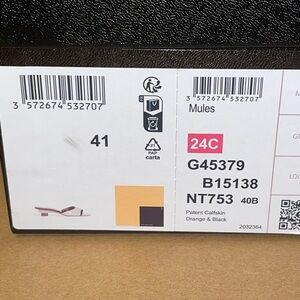 3 572674 532707
41
21
PAP
carta
3 572674 532707
Mules
24C
G45379
B15138
NT753 40B
Patent Calfskin
Orange & Black
2032364